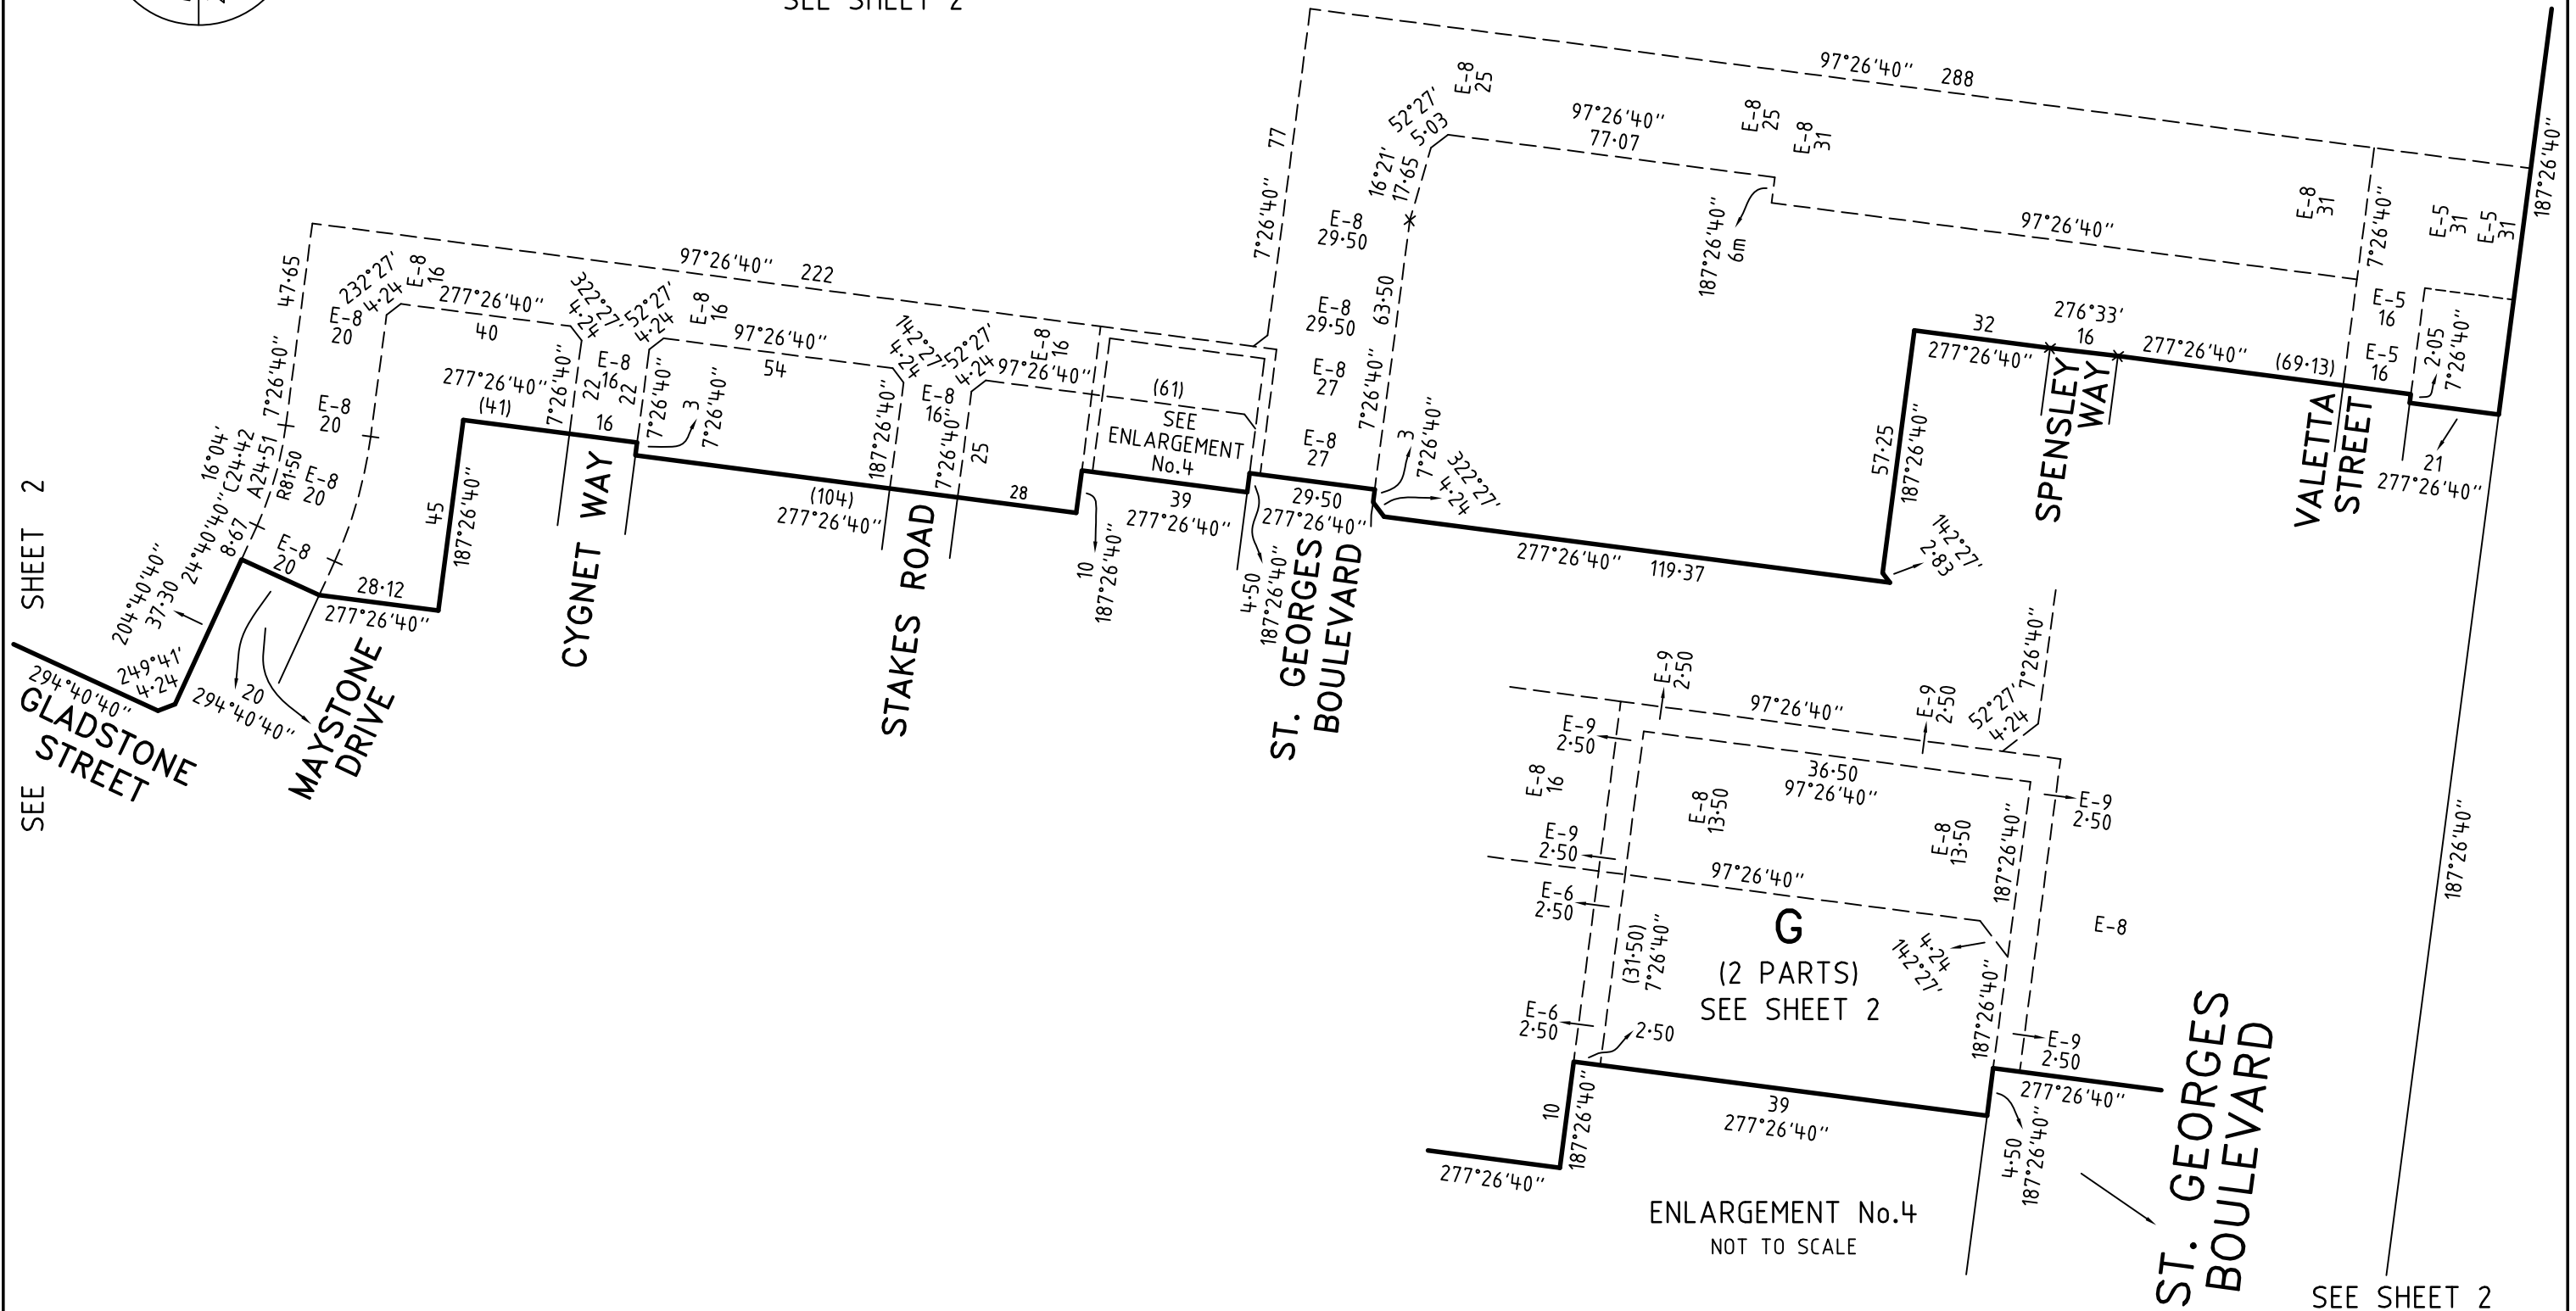 SEE SHEET 2
97°26'40" 288
E-8
25
52°27'
5·03
97°26'40"
77·07
E-8
25
E-8
31
7°26'40" 77
16°21'
17·65
E-8
29·50
187°26'40"
6m
97°26'40"
E-8
31
7°26'40"
E-5
31
E-5
31
187°26'40"
47·65
7°26'40"
232°27'
4·24
E-8
16
97°26'40" 222
277°26'40"
40
322°27'
4·24
52°27'
4·24
E-8
16
97°26'40"
54
142°27'
4·24
52°27'
4·24
E-8
16
97°26'40"
E-8
20
E-8
20
E-8
20
E-8
20
277°26'40"
(41)
7°26'40"
E-8
16
22
22
16
7°26'40"
3
7°26'40"
187°26'40"
E-8
16
7°26'40"
25
(61)
SEE
ENLARGEMENT
No.4
E-8
29·50
63·50
E-8
27
E-8
27
7°26'40"
3
7°26'40"
322°27'
4·24
32
277°26'40"
276°33'
16
277°26'40" (69·13)
E-5
16
E-5
16
2·05
7°26'40"
21
277°26'40"
16°04'
C24·42
A24·51
R81·50
24°40'40"
8·67
204°40'40"
37·30
249°41'
4·24
294°40'40"
GLADSTONE
STREET
20
294°40'40"
28·12
277°26'40"
MAYSTONE
DRIVE
45
187°26'40"
CYGNET WAY
(104)
277°26'40"
STAKES ROAD
28
10
187°26'40"
39
277°26'40"
4·50
187°26'40"
29·50
277°26'40"
ST. GEORGES
BOULEVARD
277°26'40" 119·37
57·25
187°26'40"
142°27'
2·83
SPENSLEY
WAY
VALETTA
STREET
SEE SHEET 2
187°26'40"
E-9
2·50
97°26'40"
E-9
2·50
52°27'
4·24
7°26'40"
E-9
2·50
E-8
16
36·50
97°26'40"
E-8
13·50
E-8
13·50
187°26'40"
E-9
2·50
E-9
2·50
97°26'40"
E-6
2·50
G
(2 PARTS)
SEE SHEET 2
(31·50)
7°26'40"
4·24
142°27'
187°26'40"
E-8
E-6
2·50
2·50
E-9
2·50
277°26'40"
10
187°26'40"
39
277°26'40"
4·50
187°26'40"
277°26'40"
ST. GEORGES
BOULEVARD
ENLARGEMENT No.4
NOT TO SCALE
SEE SHEET 2